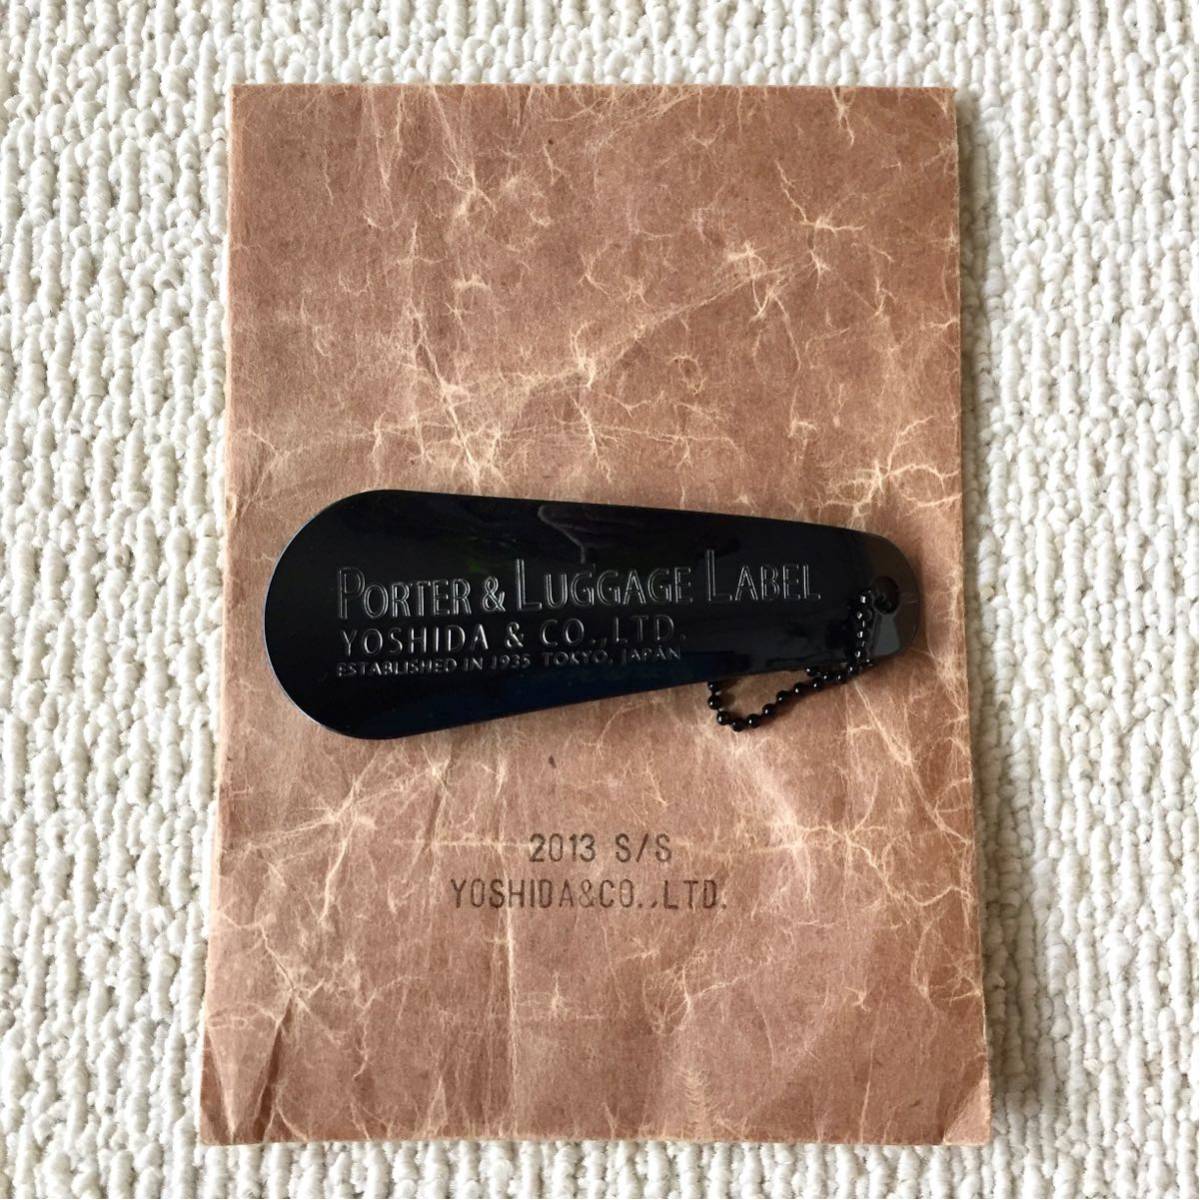 PORTER & LUGGAGE LABEL
YOSHIDA & CO.,LTD.
ESTABLISHED IN 1935 TOKYO, JAPAN
2013 S/S
YOSHIDA&CO.,LTD.